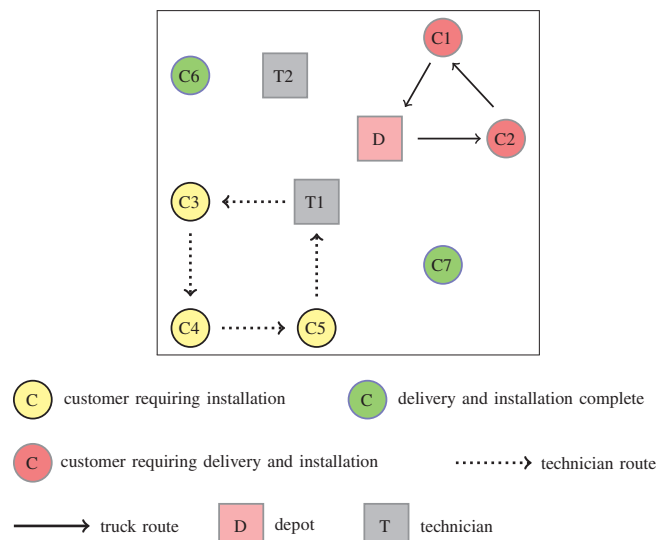 C1
C6
T2
D
C2
C3
T1
C7
C4
C5
C customer requiring installation
C delivery and installation complete
C customer requiring delivery and installation
technician route
truck route
D depot
T technician